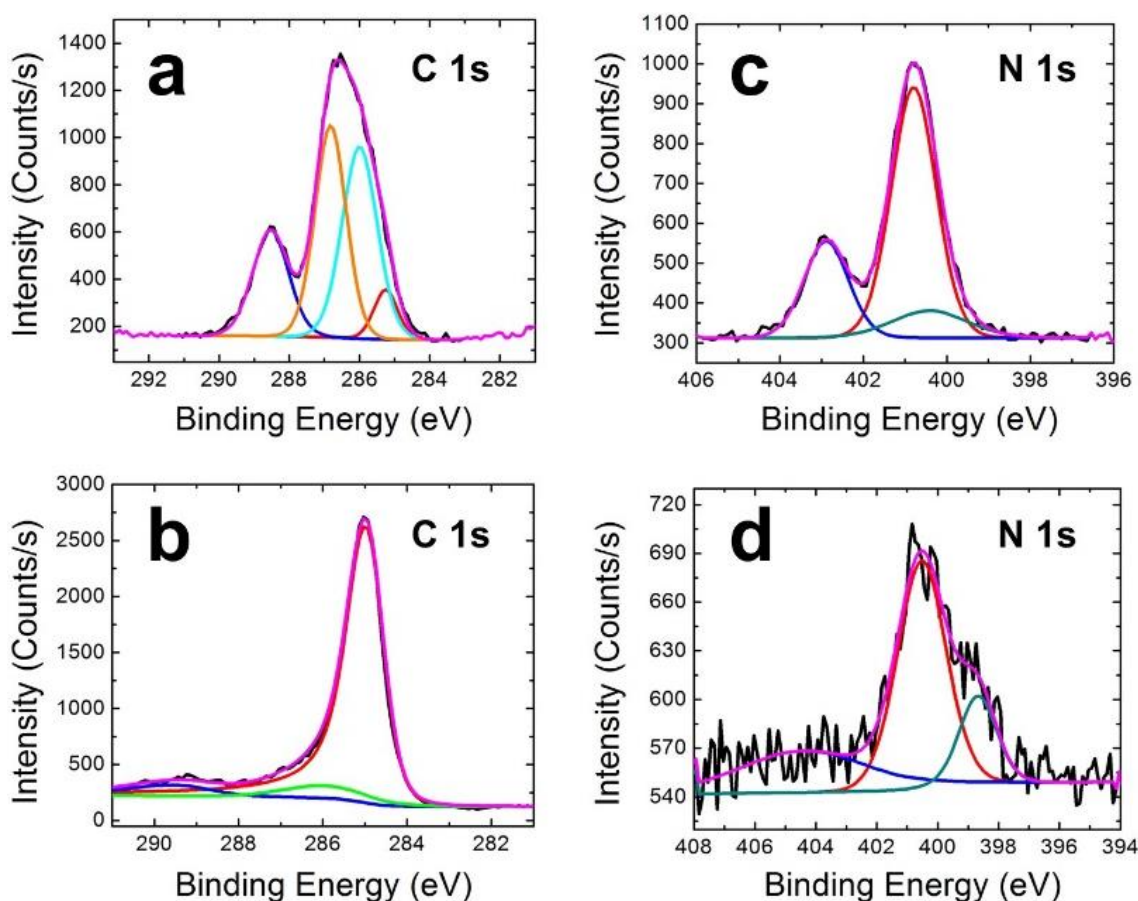 a
C 1s
Intensity (Counts/s)
1400
1200
1000
800
600
400
200
292 290 288 286 284 282
Binding Energy (eV)
c
N 1s
Intensity (Counts/s)
1100
1000
900
800
700
600
500
400
300
406 404 402 400 398 396
Binding Energy (eV)
b
C 1s
Intensity (Counts/s)
3000
2500
2000
1500
1000
500
0
290 288 286 284 282
Binding Energy (eV)
d
N 1s
Intensity (Counts/s)
720
690
660
630
600
570
540
408 406 404 402 400 398 396 394
Binding Energy (eV)